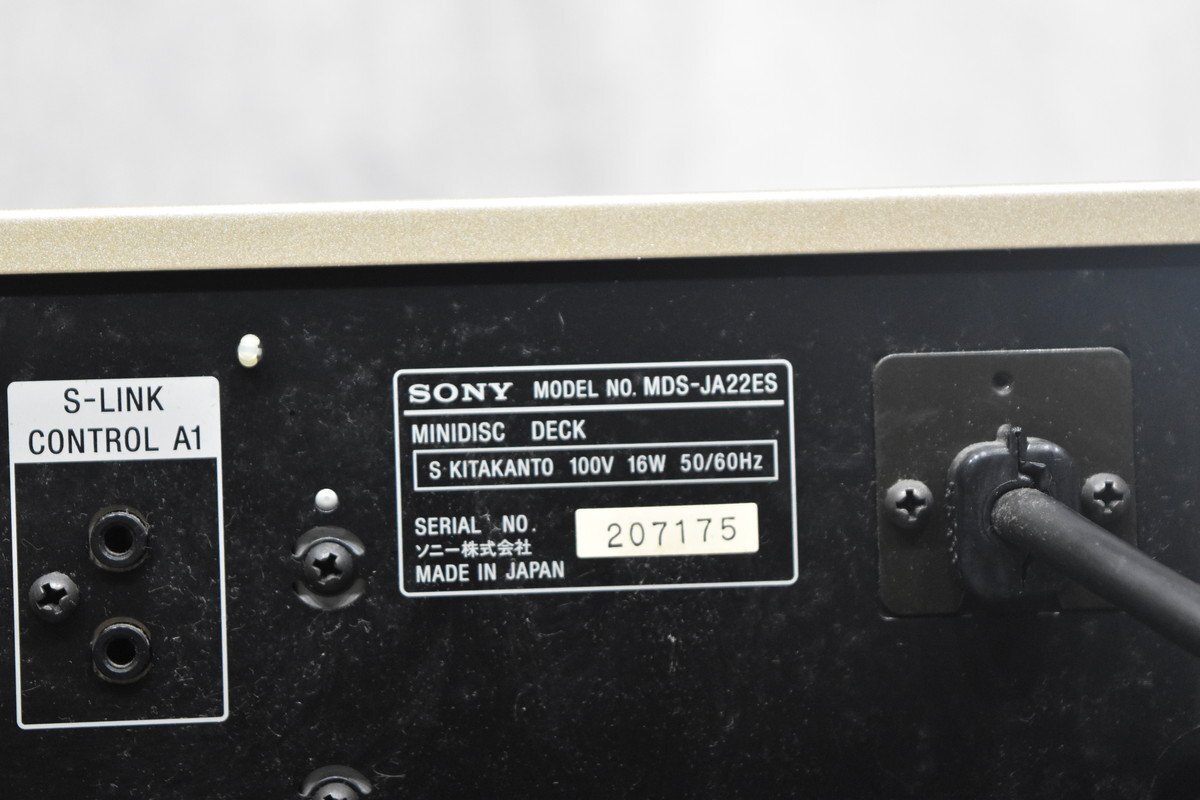 S-LINK
CONTROL A1
SONY MODEL NO. MDS-JA22ES
MINIDISC DECK
S·KITAKANTO 100V 16W 50/60Hz
SERIAL NO. 207175
ソニー株式会社
MADE IN JAPAN